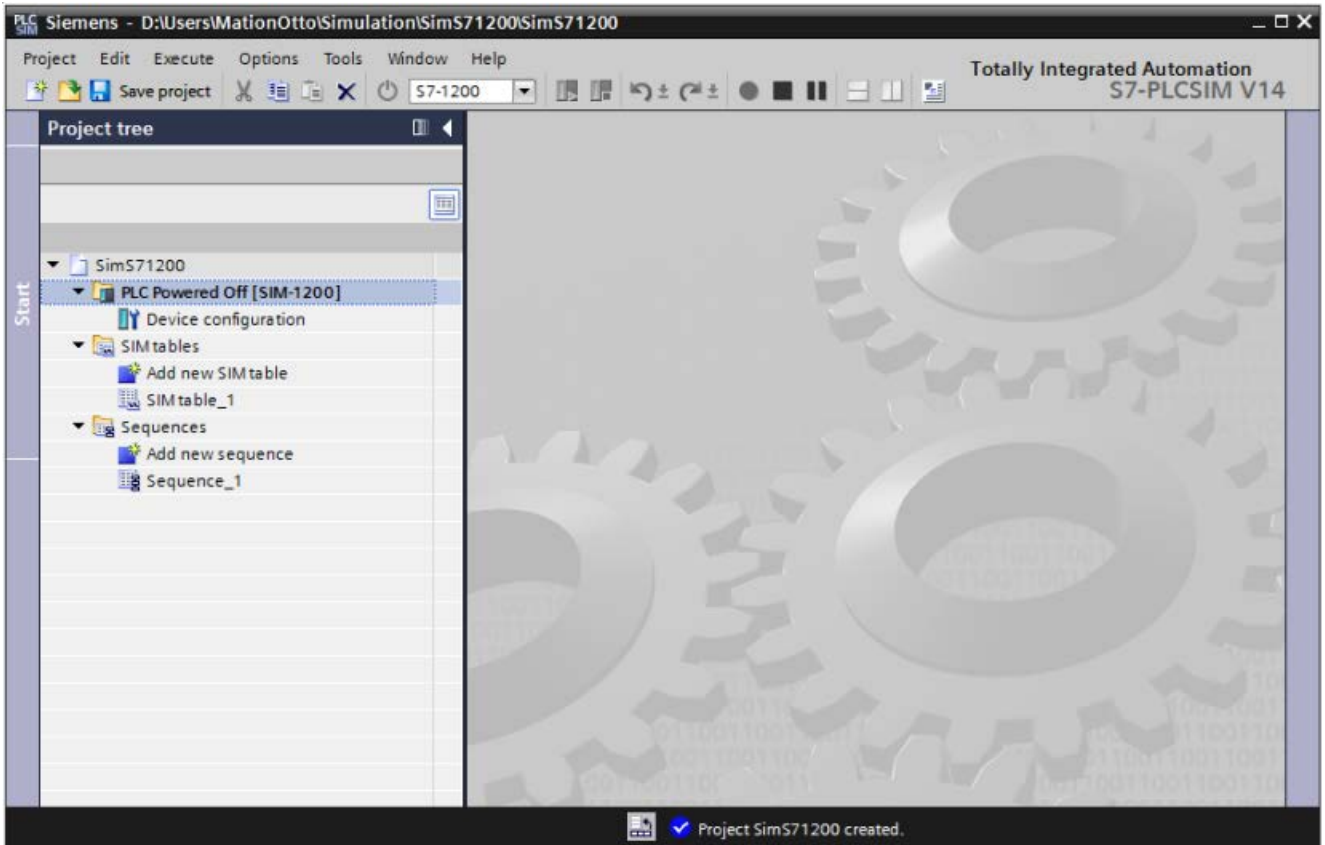 PLC SIM Siemens - D:\Users\MationOtto\Simulation\SimS71200\SimS71200
Project Edit Execute Options Tools Window Help
Totally Integrated Automation
S7-PLCSIM V14
Save project S7-1200
Project tree
Start
SimS71200
PLC Powered Off [SIM-1200]
Device configuration
SIM tables
Add new SIM table
SIM table_1
Sequences
Add new sequence
Sequence_1
Project SimS71200 created.